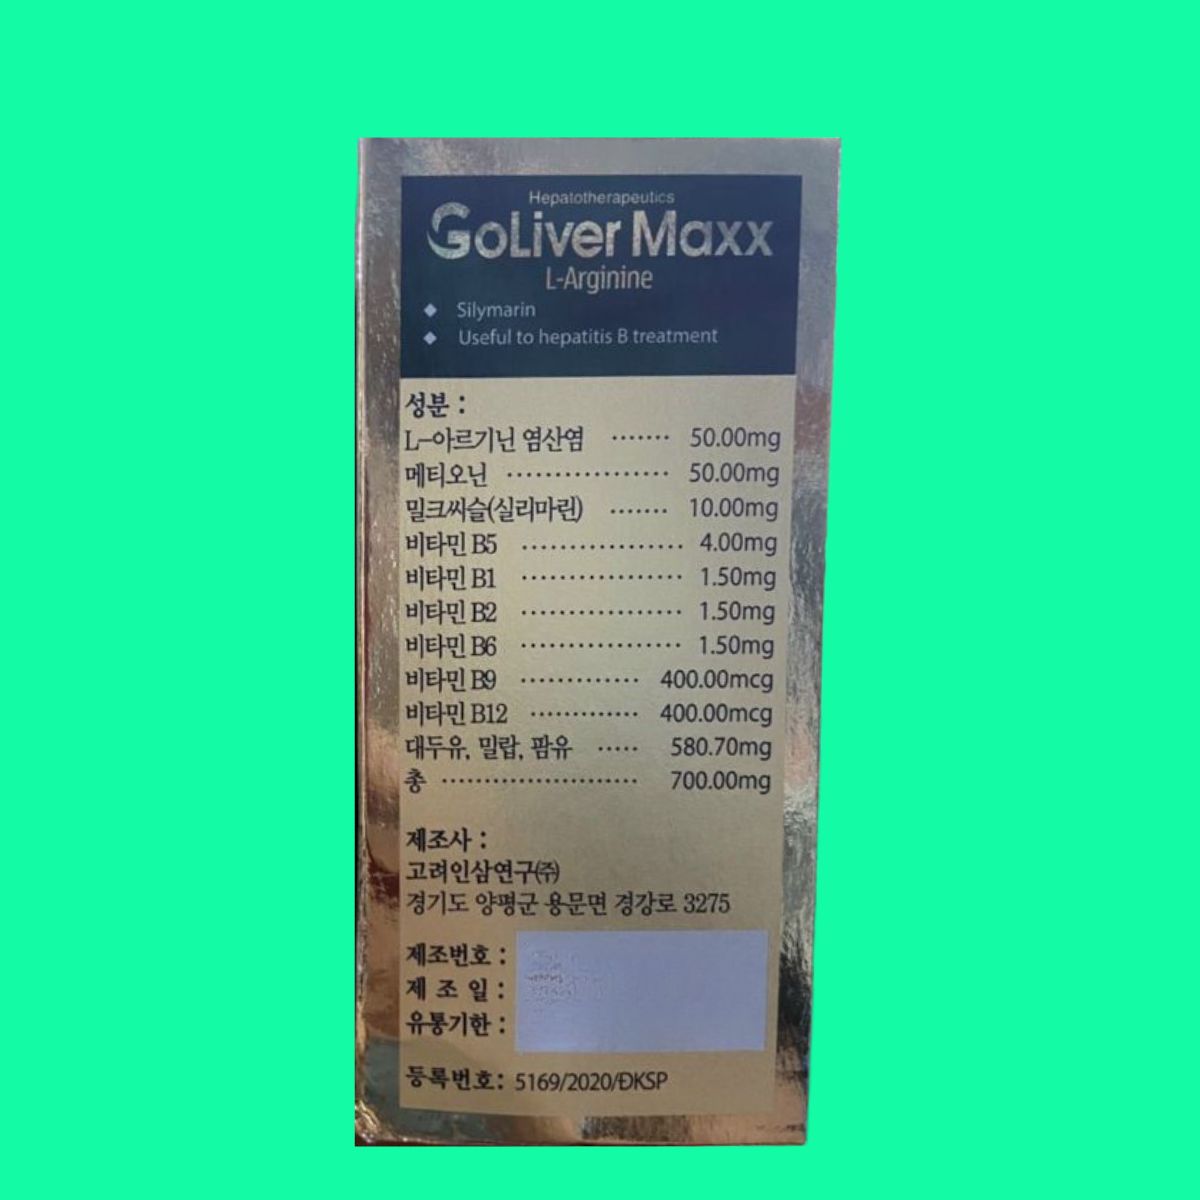 Hepatotherapeutics
GoLiver Maxx
L-Arginine
◆ Silymarin
◆ Useful to hepatitis B treatment
성분 :
L-아르기닌 염산염 ······· 50.00mg
메티오닌 ················· 50.00mg
밀크씨슬(실리마린) ······· 10.00mg
비타민 B5 ················· 4.00mg
비타민 B1 ················· 1.50mg
비타민 B2 ················· 1.50mg
비타민 B6 ················· 1.50mg
비타민 B9 ············· 400.00mcg
비타민 B12 ············· 400.00mcg
대두유, 밀랍, 팜유 ····· 580.70mg
총 ························ 700.00mg
제조사 :
고려인삼연구㈜
경기도 양평군 용문면 경강로 3275
제조번호 :
제 조 일 :
유통기한 :
등록번호: 5169/2020/ĐKSP